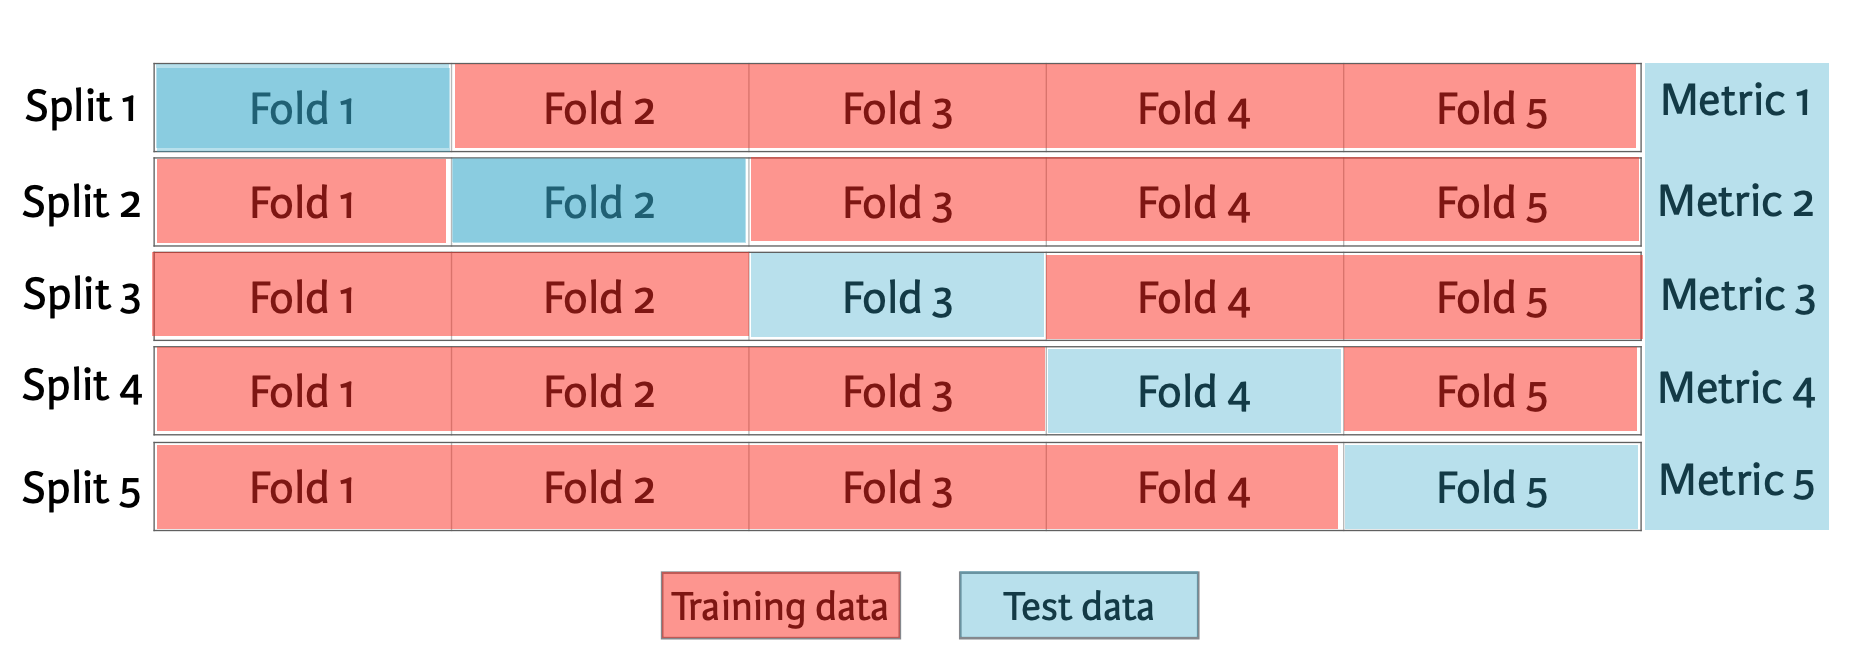 Split 1 Fold 1 Fold 2 Fold 3 Fold 4 Fold 5 Metric 1
Split 2 Fold 1 Fold 2 Fold 3 Fold 4 Fold 5 Metric 2
Split 3 Fold 1 Fold 2 Fold 3 Fold 4 Fold 5 Metric 3
Split 4 Fold 1 Fold 2 Fold 3 Fold 4 Fold 5 Metric 4
Split 5 Fold 1 Fold 2 Fold 3 Fold 4 Fold 5 Metric 5
Training data Test data